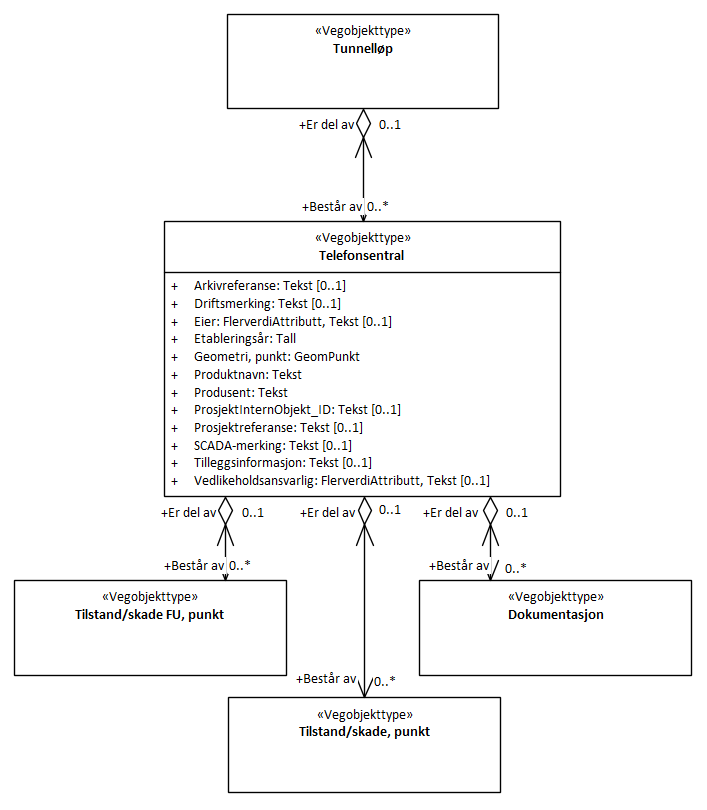 «Vegobjekttype»
Tunnelløp
+Er del av 0..1
+Består av 0..*
«Vegobjekttype»
Telefonsentral
+ Arkivreferanse: Tekst [0..1]
+ Driftsmerking: Tekst [0..1]
+ Eier: FlerverdiAttributt, Tekst [0..1]
+ Etableringsår: Tall
+ Geometri, punkt: GeomPunkt
+ Produktnavn: Tekst
+ Produsent: Tekst
+ ProsjektInternObjekt_ID: Tekst [0..1]
+ Prosjektreferanse: Tekst [0..1]
+ SCADA-merking: Tekst [0..1]
+ Tilleggsinformasjon: Tekst [0..1]
+ Vedlikeholdsansvarlig: FlerverdiAttributt, Tekst [0..1]
+Er del av 0..1 +Er del av 0..1 +Er del av 0..1
+Består av 0..* +Består av 0..*
«Vegobjekttype» «Vegobjekttype»
Tilstand/skade FU, punkt Dokumentasjon
+Består av 0..*
«Vegobjekttype»
Tilstand/skade, punkt